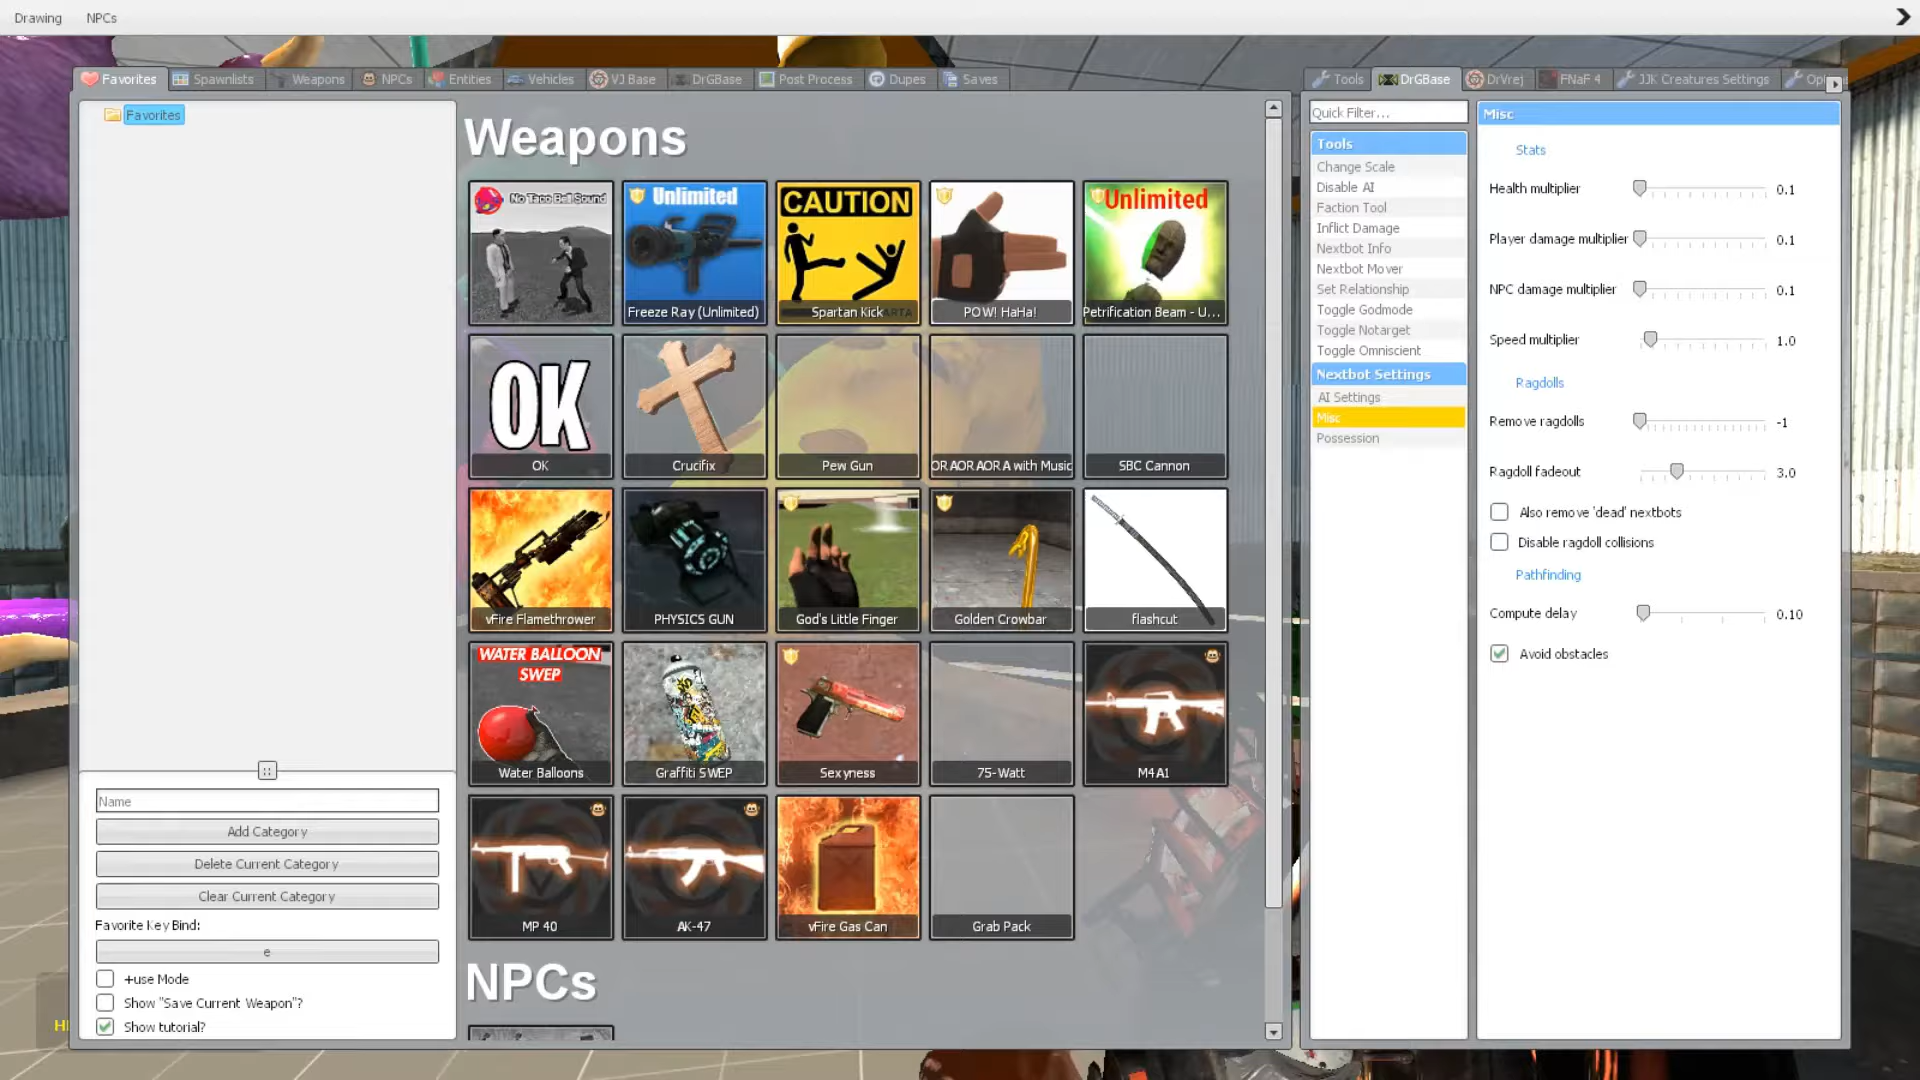 Drawing NPCs
Favorites Spawnlists Weapons NPCs Entities Vehicles VJ Base DrGBase Post Process Dupes Saves
Favorites
Name
Add Category
Delete Current Category
Clear Current Category
Favorite Key Bind:
e
+use Mode
Show "Save Current Weapon"?
Show tutorial?
Weapons
No Taco Bell Sound
Unlimited
Freeze Ray (Unlimited)
CAUTION
Spartan Kick
POW! HaHa!
Unlimited
Petrification Beam - U...
OK
OK
Crucifix
Pew Gun
ORAORAORA with Music
SBC Cannon
vFire Flamethrower
PHYSICS GUN
God's Little Finger
Golden Crowbar
flashcut
WATER BALLOON
SWEP
Water Balloons
Graffiti SWEP
Sexyness
75-Watt
M4A1
MP 40
AK-47
vFire Gas Can
Grab Pack
NPCs
Tools DrGBase DrVrej FNaF 4 JJK Creatures Settings
Quick Filter...
Tools
Change Scale
Disable AI
Faction Tool
Inflict Damage
Nextbot Info
Nextbot Mover
Set Relationship
Toggle Godmode
Toggle Notarget
Toggle Omniscient
Nextbot Settings
AI Settings
Misc
Possession
Misc
Stats
Health multiplier 0.1
Player damage multiplier 0.1
NPC damage multiplier 0.1
Speed multiplier 1.0
Ragdolls
Remove ragdolls -1
Ragdoll fadeout 3.0
Also remove 'dead' nextbots
Disable ragdoll collisions
Pathfinding
Compute delay 0.10
Avoid obstacles